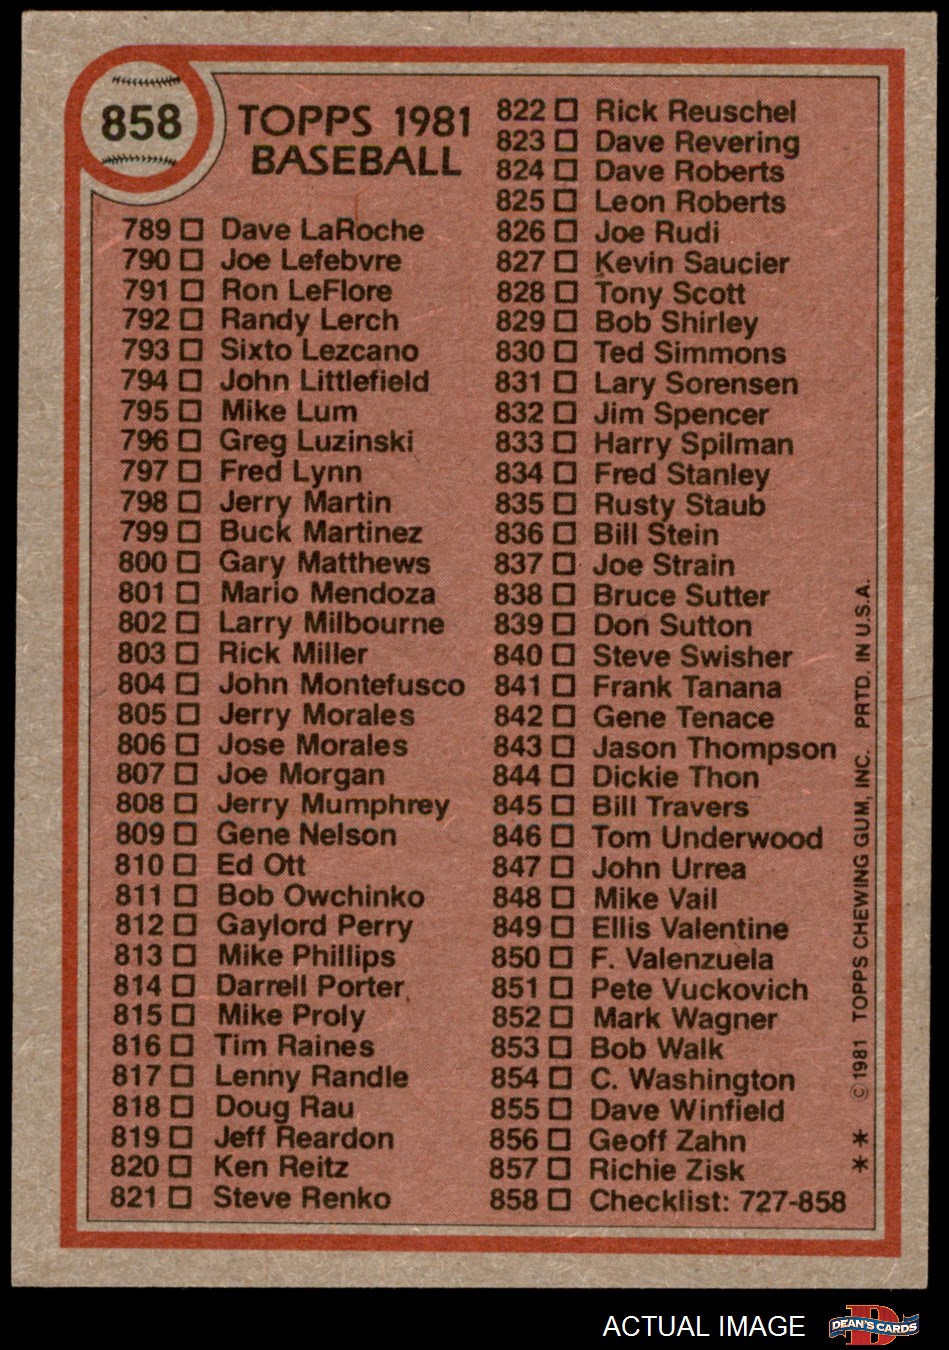 858
TOPPS 1981
BASEBALL
789 Dave LaRoche
790 Joe Lefebvre
791 Ron LeFlore
792 Randy Lerch
793 Sixto Lezcano
794 John Littlefield
795 Mike Lum
796 Greg Luzinski
797 Fred Lynn
798 Jerry Martin
799 Buck Martinez
800 Gary Matthews
801 Mario Mendoza
802 Larry Milbourne
803 Rick Miller
804 John Montefusco
805 Jerry Morales
806 Jose Morales
807 Joe Morgan
808 Jerry Mumphrey
809 Gene Nelson
810 Ed Ott
811 Bob Owchinko
812 Gaylord Perry
813 Mike Phillips
814 Darrell Porter
815 Mike Proly
816 Tim Raines
817 Lenny Randle
818 Doug Rau
819 Jeff Reardon
820 Ken Reitz
821 Steve Renko
822 Rick Reuschel
823 Dave Revering
824 Dave Roberts
825 Leon Roberts
826 Joe Rudi
827 Kevin Saucier
828 Tony Scott
829 Bob Shirley
830 Ted Simmons
831 Lary Sorensen
832 Jim Spencer
833 Harry Spilman
834 Fred Stanley
835 Rusty Staub
836 Bill Stein
837 Joe Strain
838 Bruce Sutter
839 Don Sutton
840 Steve Swisher
841 Frank Tanana
842 Gene Tenace
843 Jason Thompson
844 Dickie Thon
845 Bill Travers
846 Tom Underwood
847 John Urrea
848 Mike Vail
849 Ellis Valentine
850 F. Valenzuela
851 Pete Vuckovich
852 Mark Wagner
853 Bob Walk
854 C. Washington
855 Dave Winfield
856 Geoff Zahn
857 Richie Zisk
858 Checklist: 727-858
** © 1981 TOPPS CHEWING GUM, INC. PRTD. IN U.S.A.
ACTUAL IMAGE
DEAN'S CARDS